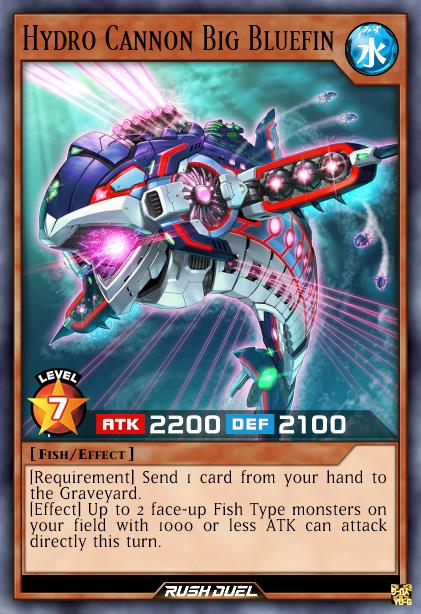 Hydro Cannon Big Bluefin
みず
水
LEVEL
7
ATK 2200 DEF 2100
[Fish/Effect]
[Requirement] Send 1 card from your hand to
the Graveyard.
[Effect] Up to 2 face-up Fish Type monsters on
your field with 1000 or less ATK can attack
directly this turn.
RUSH DUEL